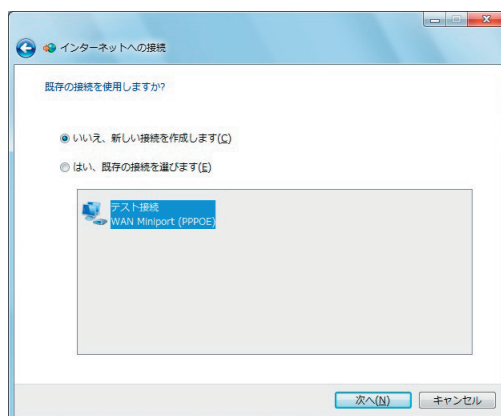 インターネットへの接続
既存の接続を使用しますか?
いいえ、新しい接続を作成します(C)
はい、既存の接続を選びます(E)
テスト接続
WAN Miniport (PPPOE)
次へ(N)
キャンセル